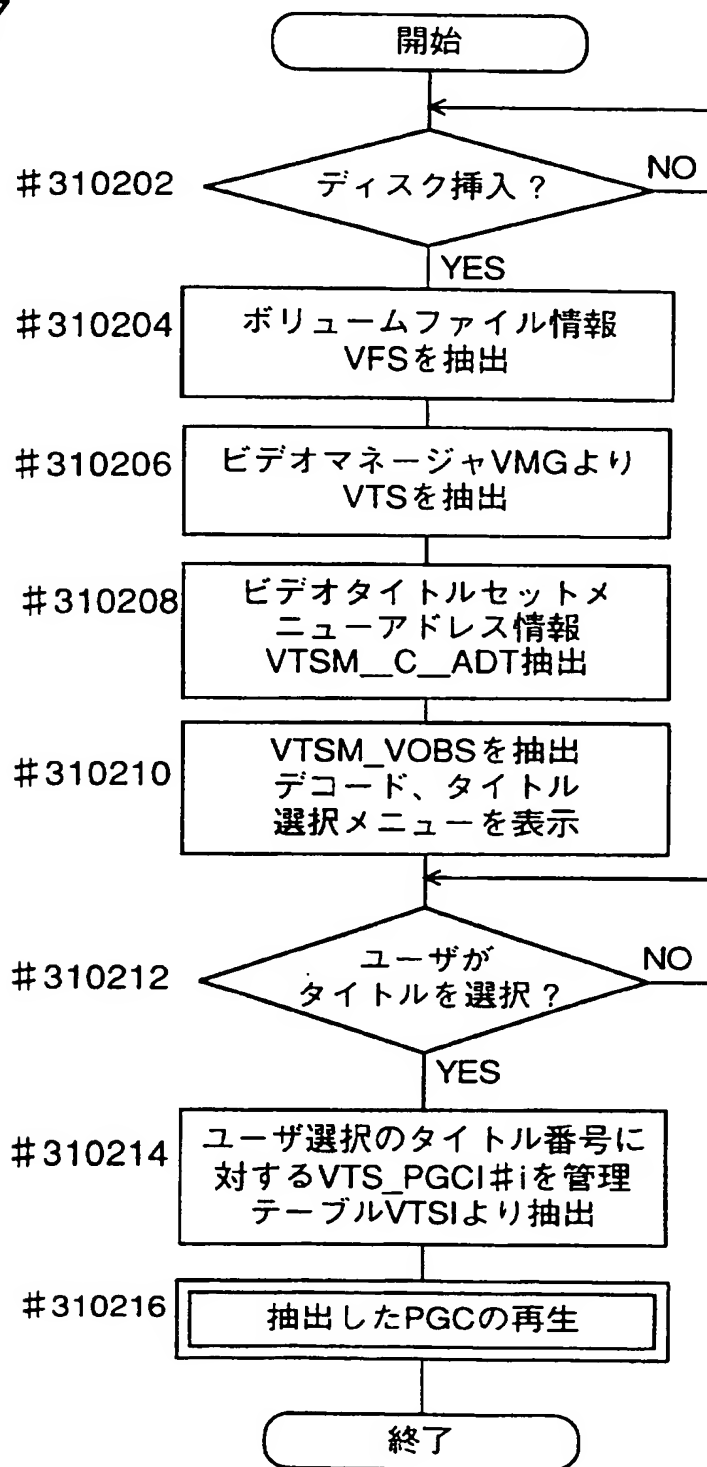 開始
#310202
ディスク挿入?
NO
YES
#310204
ボリュームファイル情報
VFSを抽出
#310206
ビデオマネージャVMGより
VTSを抽出
#310208
ビデオタイトルセットメ
ニューアドレス情報
VTSM__C__ADT抽出
#310210
VTSM_VOBSを抽出
デコード、タイトル
選択メニューを表示
#310212
ユーザが
タイトルを選択?
NO
YES
#310214
ユーザ選択のタイトル番号に
対するVTS_PGCI#iを管理
テーブルVTSIより抽出
#310216
抽出したPGCの再生
終了